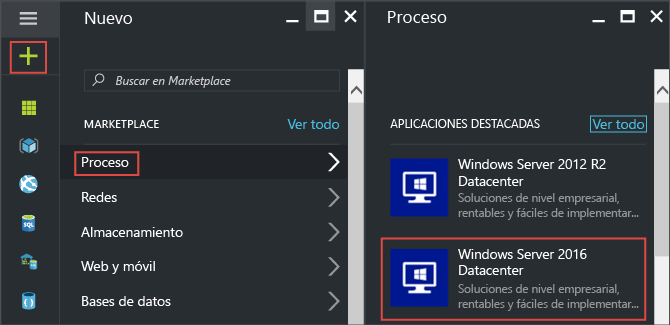 Nuevo
Buscar en Marketplace
MARKETPLACE
Ver todo
Proceso
Redes
Almacenamiento
Web y móvil
Bases de datos
Proceso
APLICACIONES DESTACADAS
Ver todo
Windows Server 2012 R2
Datacenter
Soluciones de nivel empresarial,
rentables y fáciles de implementar...
Windows Server 2016
Datacenter
Soluciones de nivel empresarial,
rentables y fáciles de implementar...
SQL